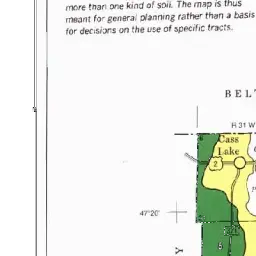 more than one kind of soil. The map is thus
meant for general planning rather than a basis
for decisions on the use of specific tracts.
BEL
R 31 W
Cass
Lake
2
47°20'